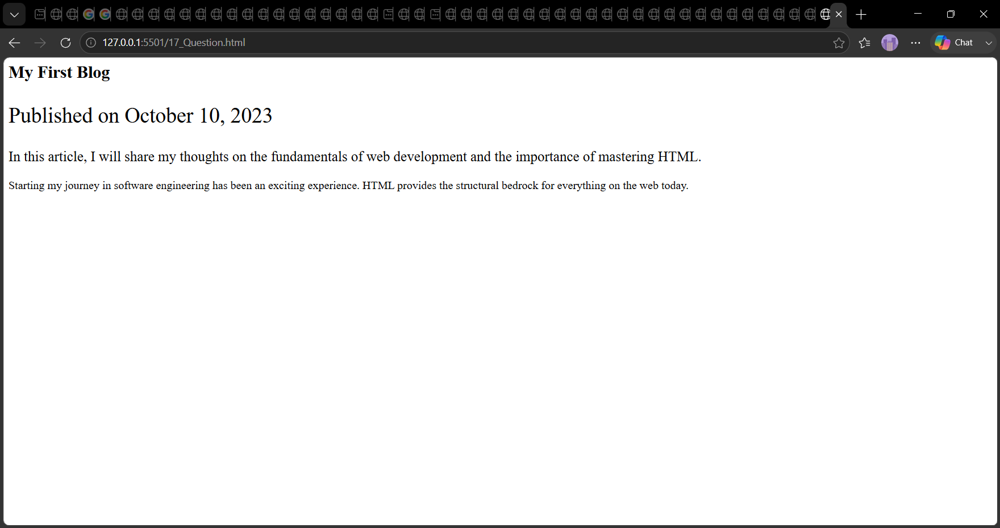 127.0.0.1:5501/17_Question.html
Chat
My First Blog
Published on October 10, 2023
In this article, I will share my thoughts on the fundamentals of web development and the importance of mastering HTML.
Starting my journey in software engineering has been an exciting experience. HTML provides the structural bedrock for everything on the web today.